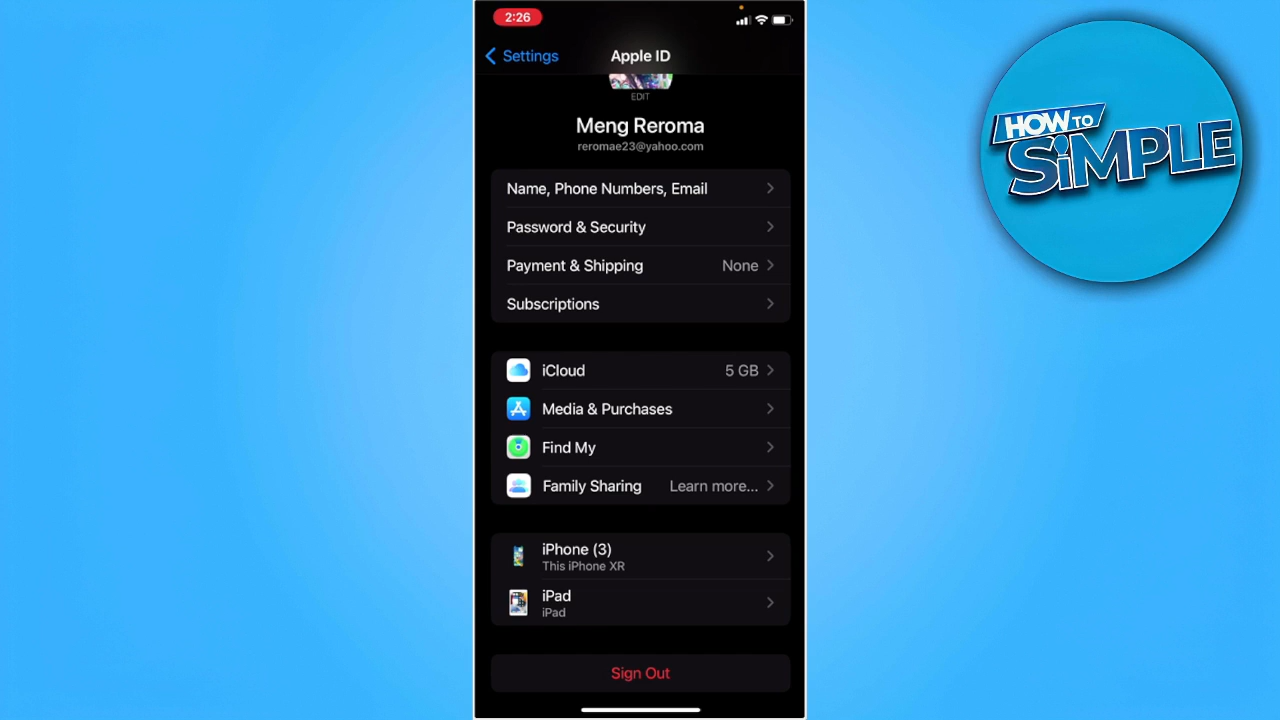 2:26
Settings
Apple ID
EDIT
Meng Reroma
reromae23@yahoo.com
Name, Phone Numbers, Email
Password & Security
Payment & Shipping None
Subscriptions
iCloud 5 GB
Media & Purchases
Find My
Family Sharing Learn more...
iPhone (3)
This iPhone XR
iPad
iPad
Sign Out
HOW TO
SiMPLE